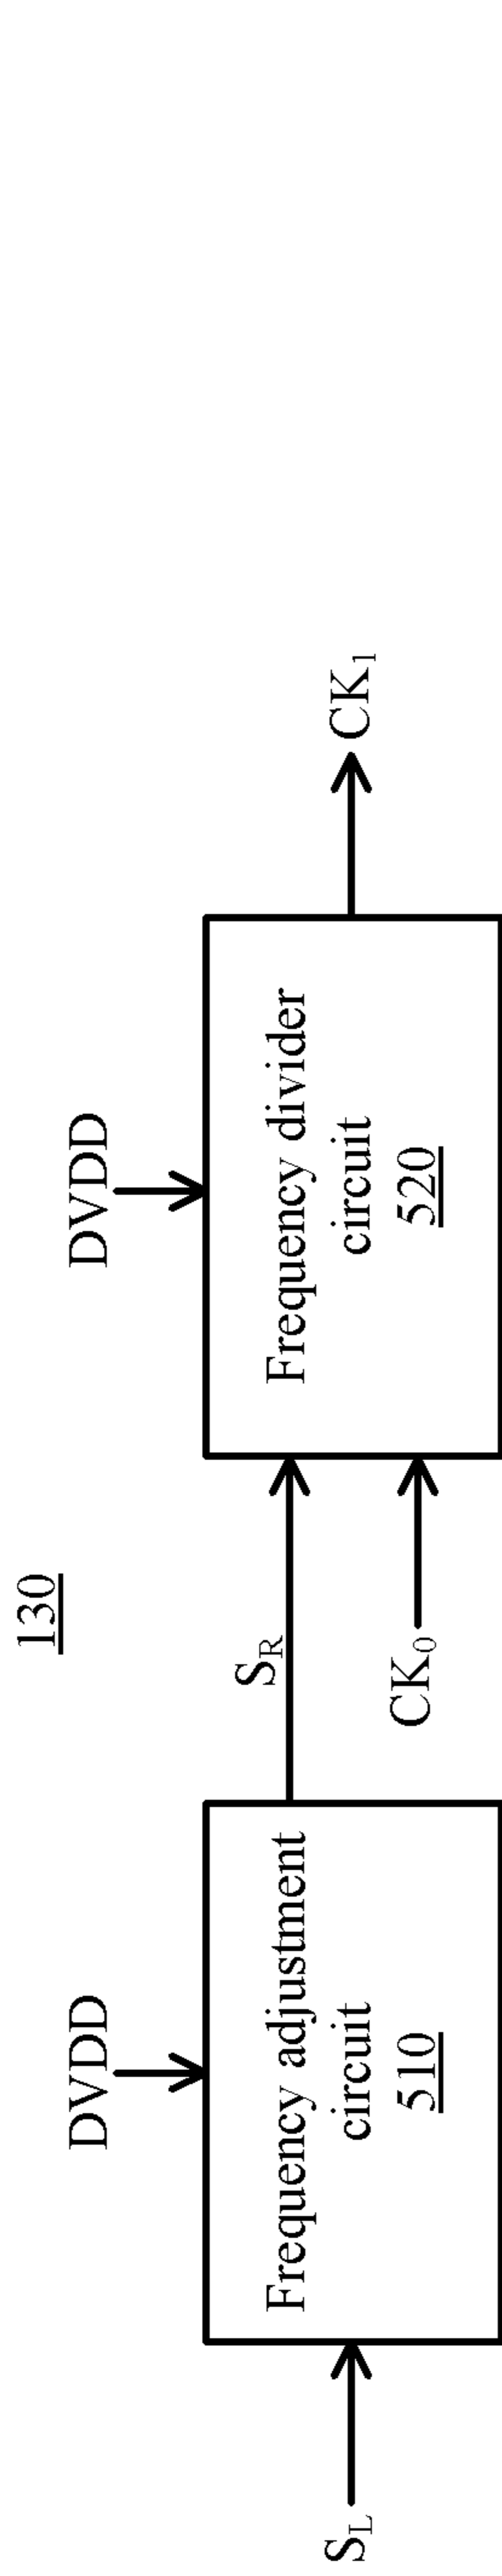 130
DVDD
DVDD
S_L
Frequency adjustment
circuit
510
S_R
CK_0
Frequency divider
circuit
520
CK_1